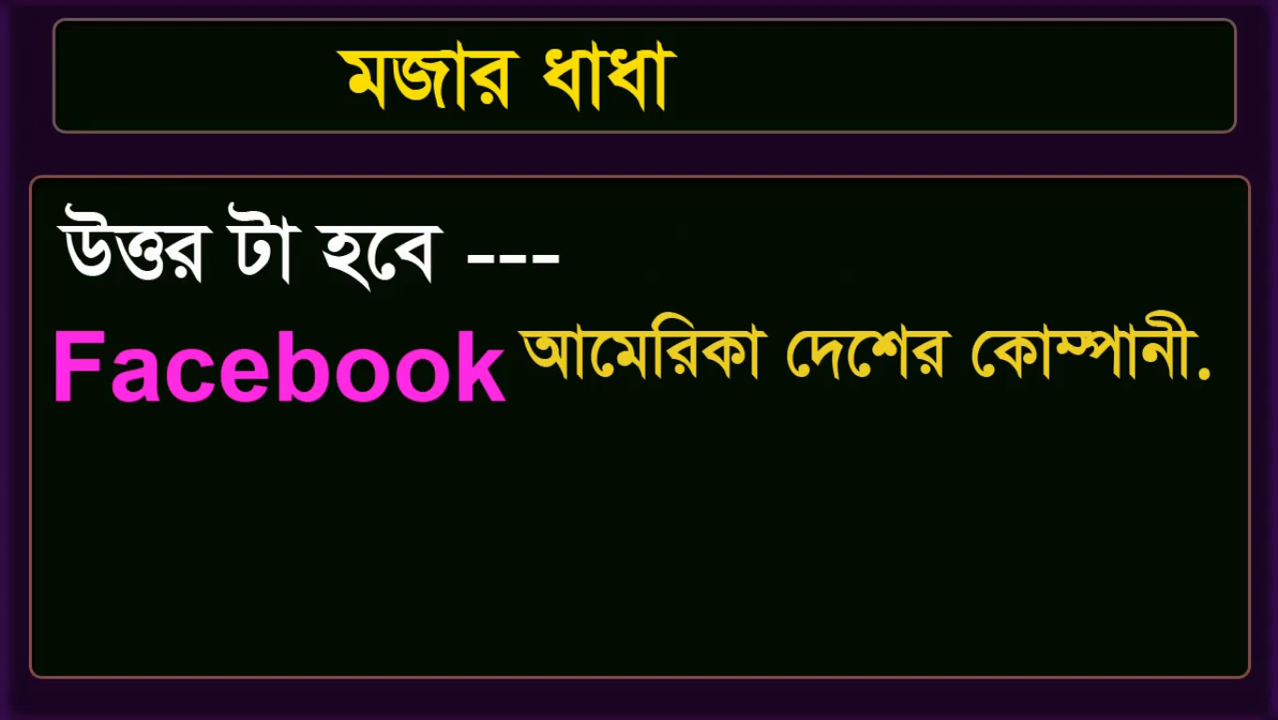 মজার ধাধা
উত্তর টা হবে ---
Facebook আমেরিকা দেশের কোম্পানী.